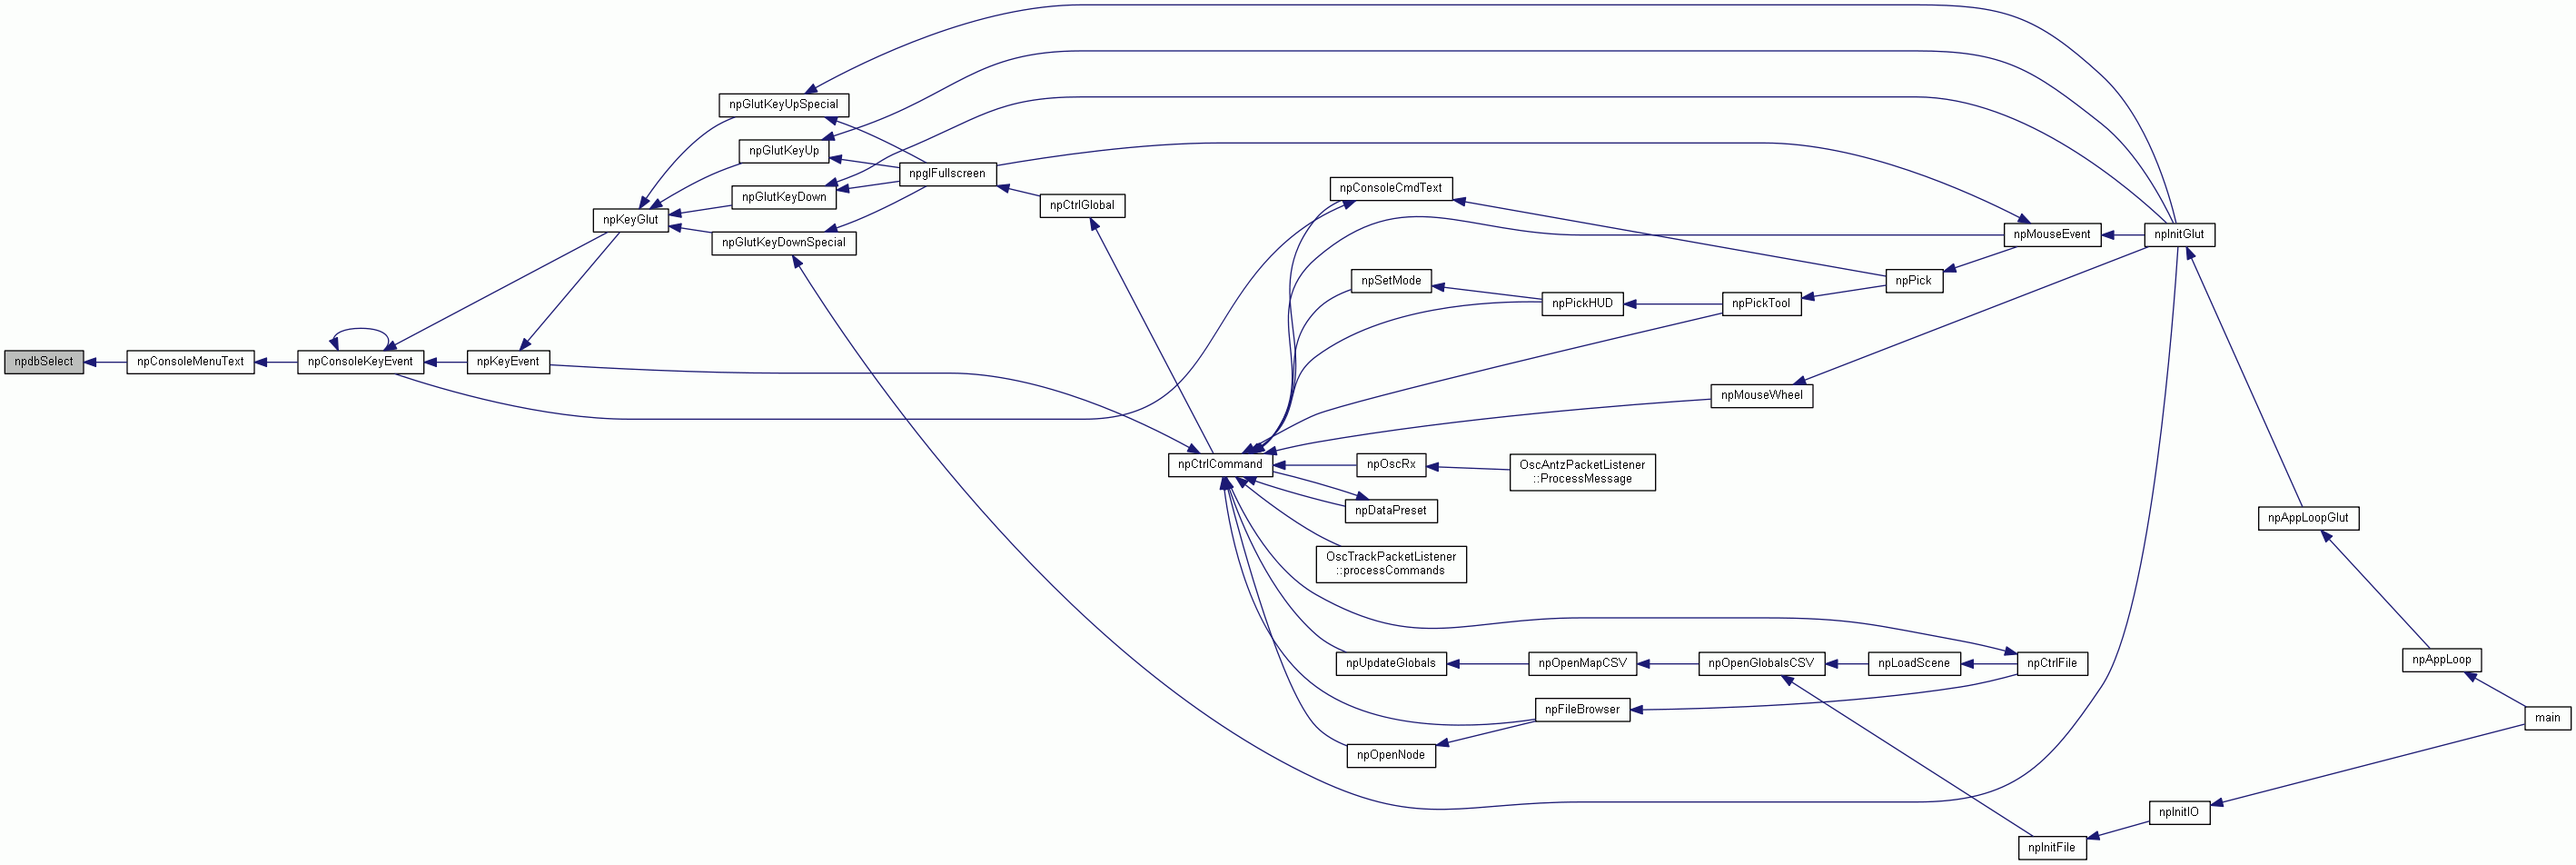 npGlutKeyUpSpecial
npGlutKeyUp
npglFullscreen
npGlutKeyDown
npConsoleCmdText
npCtrlGlobal
npKeyGlut
npGlutKeyDownSpecial
npMouseEvent
npInitGlut
npSetMode
npPick
npPickHUD
npPickTool
npdbSelect
npConsoleMenuText
npConsoleKeyEvent
npKeyEvent
npMouseWheel
npCtrlCommand
npOscRx
OscAntzPacketListener
::ProcessMessage
npDataPreset
npAppLoopGlut
OscTrackPacketListener
::processCommands
npUpdateGlobals
npOpenMapCSV
npOpenGlobalsCSV
npLoadScene
npCtrlFile
npAppLoop
npFileBrowser
main
npOpenNode
npInitIO
npInitFile